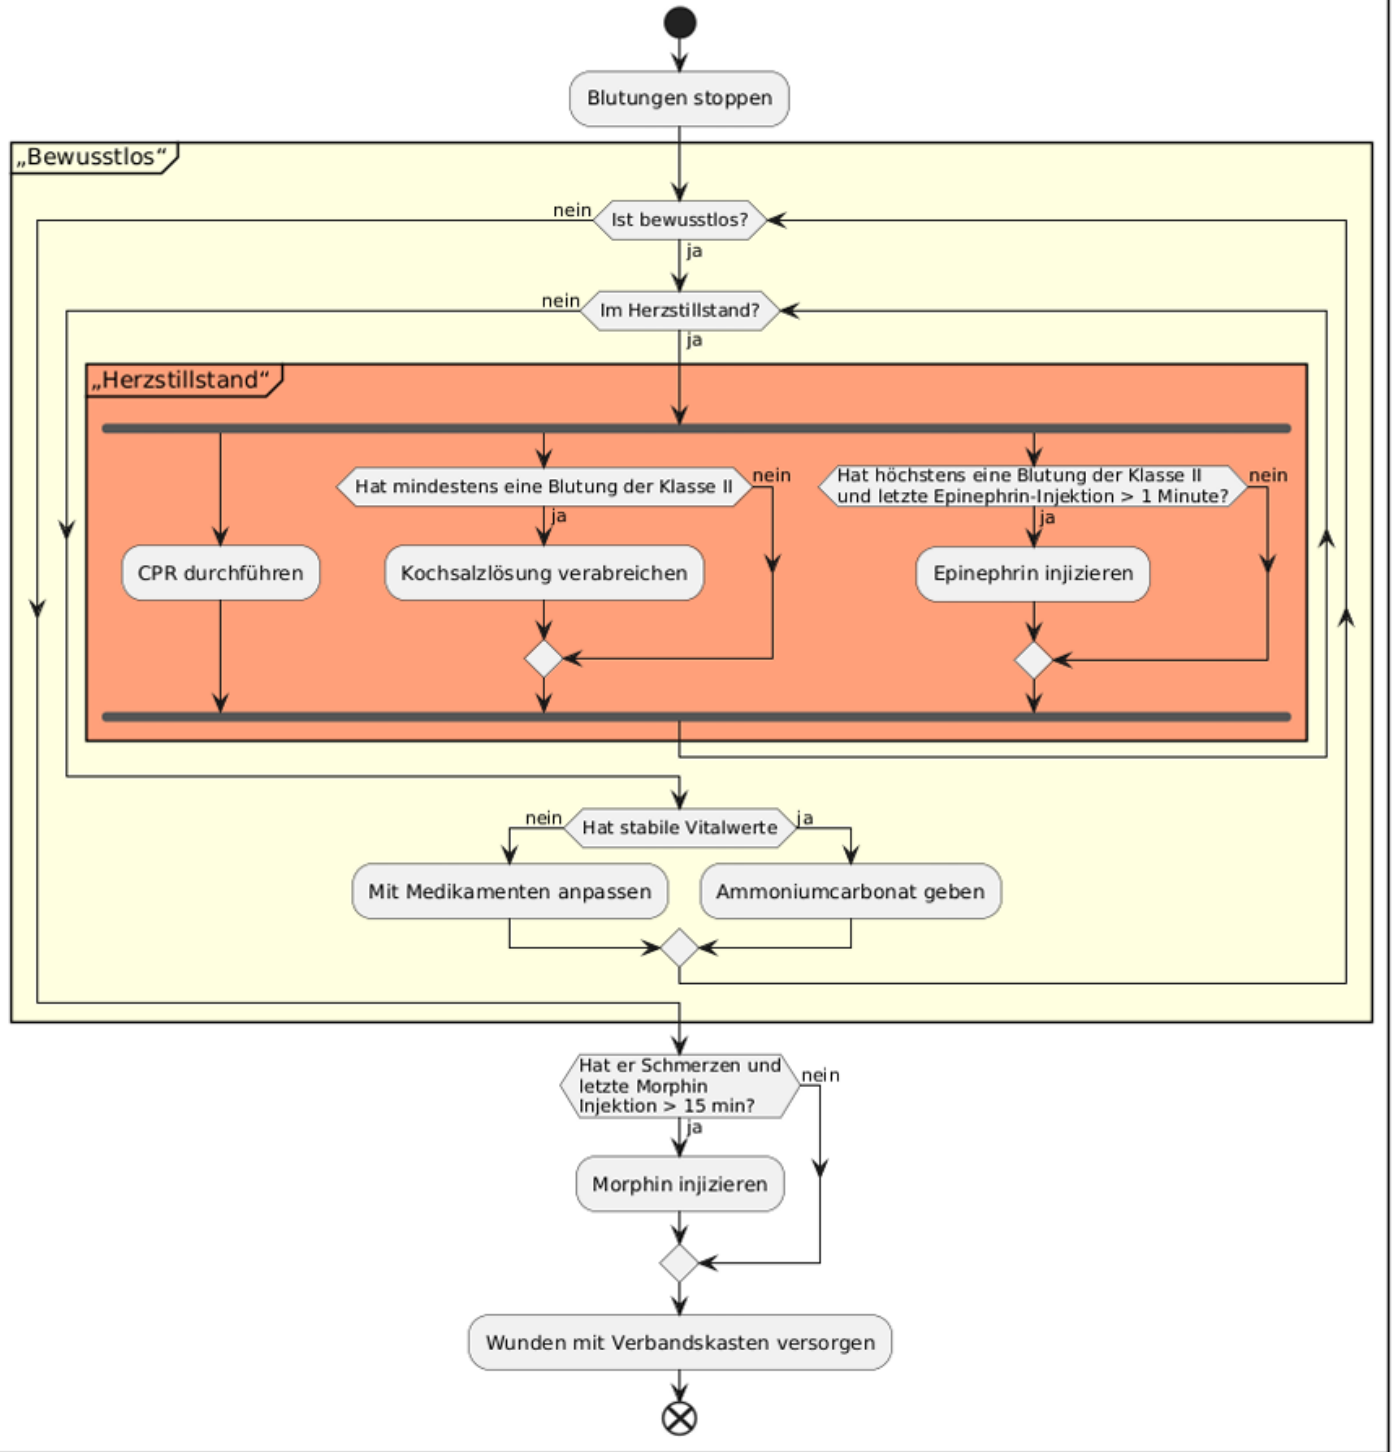 Blutungen stoppen
„Bewusstlos“
nein
Ist bewusstlos?
ja
nein
Im Herzstillstand?
ja
„Herzstillstand“
Hat mindestens eine Blutung der Klasse II
nein
ja
Hat höchstens eine Blutung der Klasse II
und letzte Epinephrin-Injektion > 1 Minute?
nein
ja
CPR durchführen
Kochsalzlösung verabreichen
Epinephrin injizieren
nein
Hat stabile Vitalwerte
ja
Mit Medikamenten anpassen
Ammoniumcarbonat geben
Hat er Schmerzen und
letzte Morphin
Injektion > 15 min?
nein
ja
Morphin injizieren
Wunden mit Verbandskasten versorgen